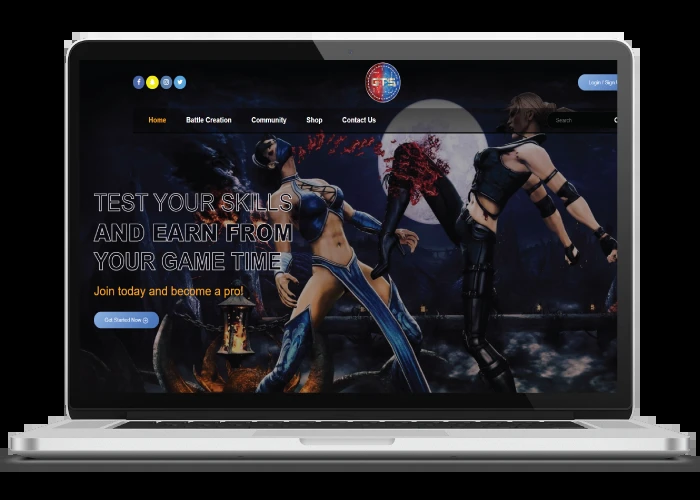 GTPS
Login / Sign
Home Battle Creation Community Shop Contact Us
Search
TEST YOUR SKILLS
AND EARN FROM
YOUR GAME TIME
Join today and become a pro!
Get Started Now